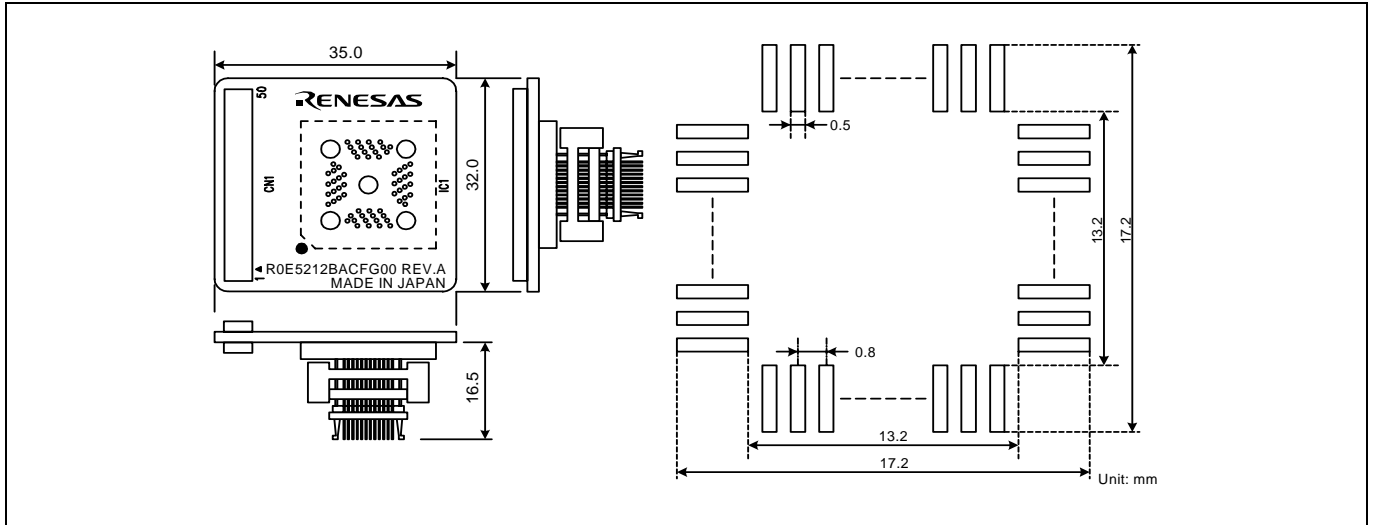 35.0
50
RENESAS
CN1
IC1
32.0
1
R0E5212BACFG00 REV.A
MADE IN JAPAN
16.5
0.5
13.2
17.2
0.8
13.2
17.2
Unit: mm